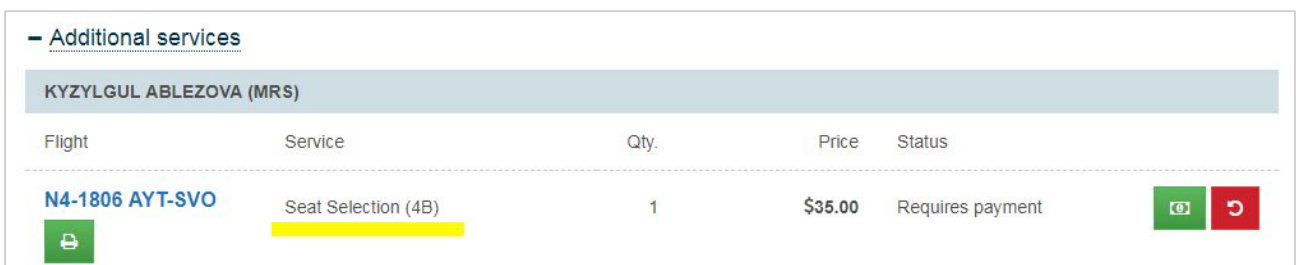 Additional services
KYZYLGUL ABLEZOVA (MRS)
Flight Service Qty. Price Status
N4-1806 AYT-SVO Seat Selection (4B) 1 $35.00 Requires payment